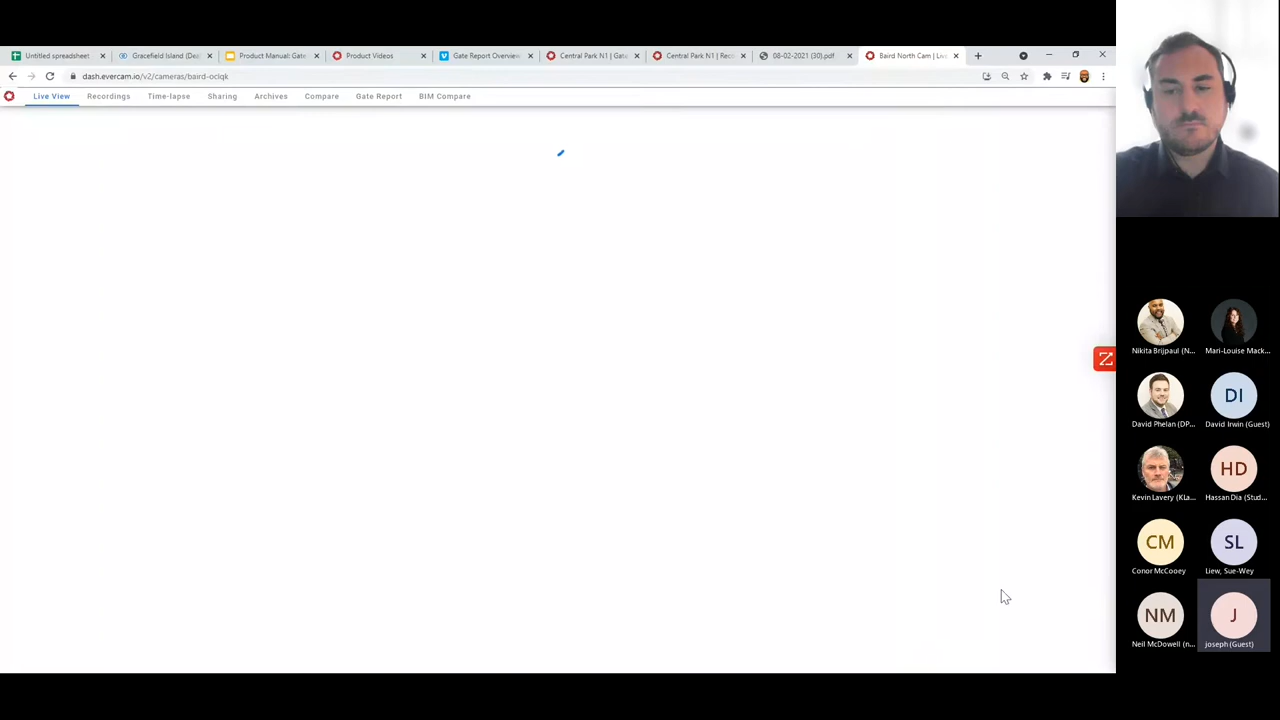 Untitled spreadsheet
Gracefield Island (Deal
Product Manual: Gate
Product Videos
Gate Report Overview
Central Park N1 | Gate
Central Park N1 | Rec
08-02-2021 (30).pdf
Baird North Cam | Live
dash.evercam.io/v2/cameras/baird-ociqk
Live View
Recordings
Time-lapse
Sharing
Archives
Compare
Gate Report
BIM Compare
Nikita Brijpaul (N...
Mari-Louise Mack...
David Phelan (DP...
DI
David Irwin (Guest)
Kevin Lavery (KLa...
HD
Hassan Dia (Stud...
CM
Conor McCooey
SL
Liew, Sue-Wey
NM
Neil McDowell (n...
J
joseph (Guest)